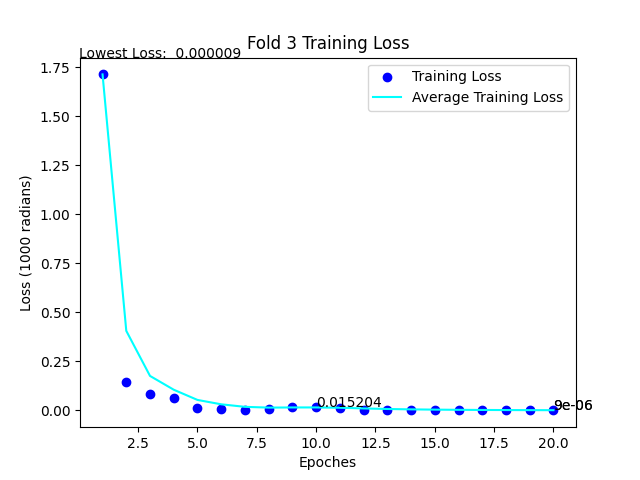 Fold 3 Training Loss
Lowest Loss:  0.000009
Training Loss
Average Training Loss
Loss (1000 radians)
1.75
1.50
1.25
1.00
0.75
0.50
0.25
0.00
0.015204
9e-06
2.5 5.0 7.5 10.0 12.5 15.0 17.5 20.0
Epoches